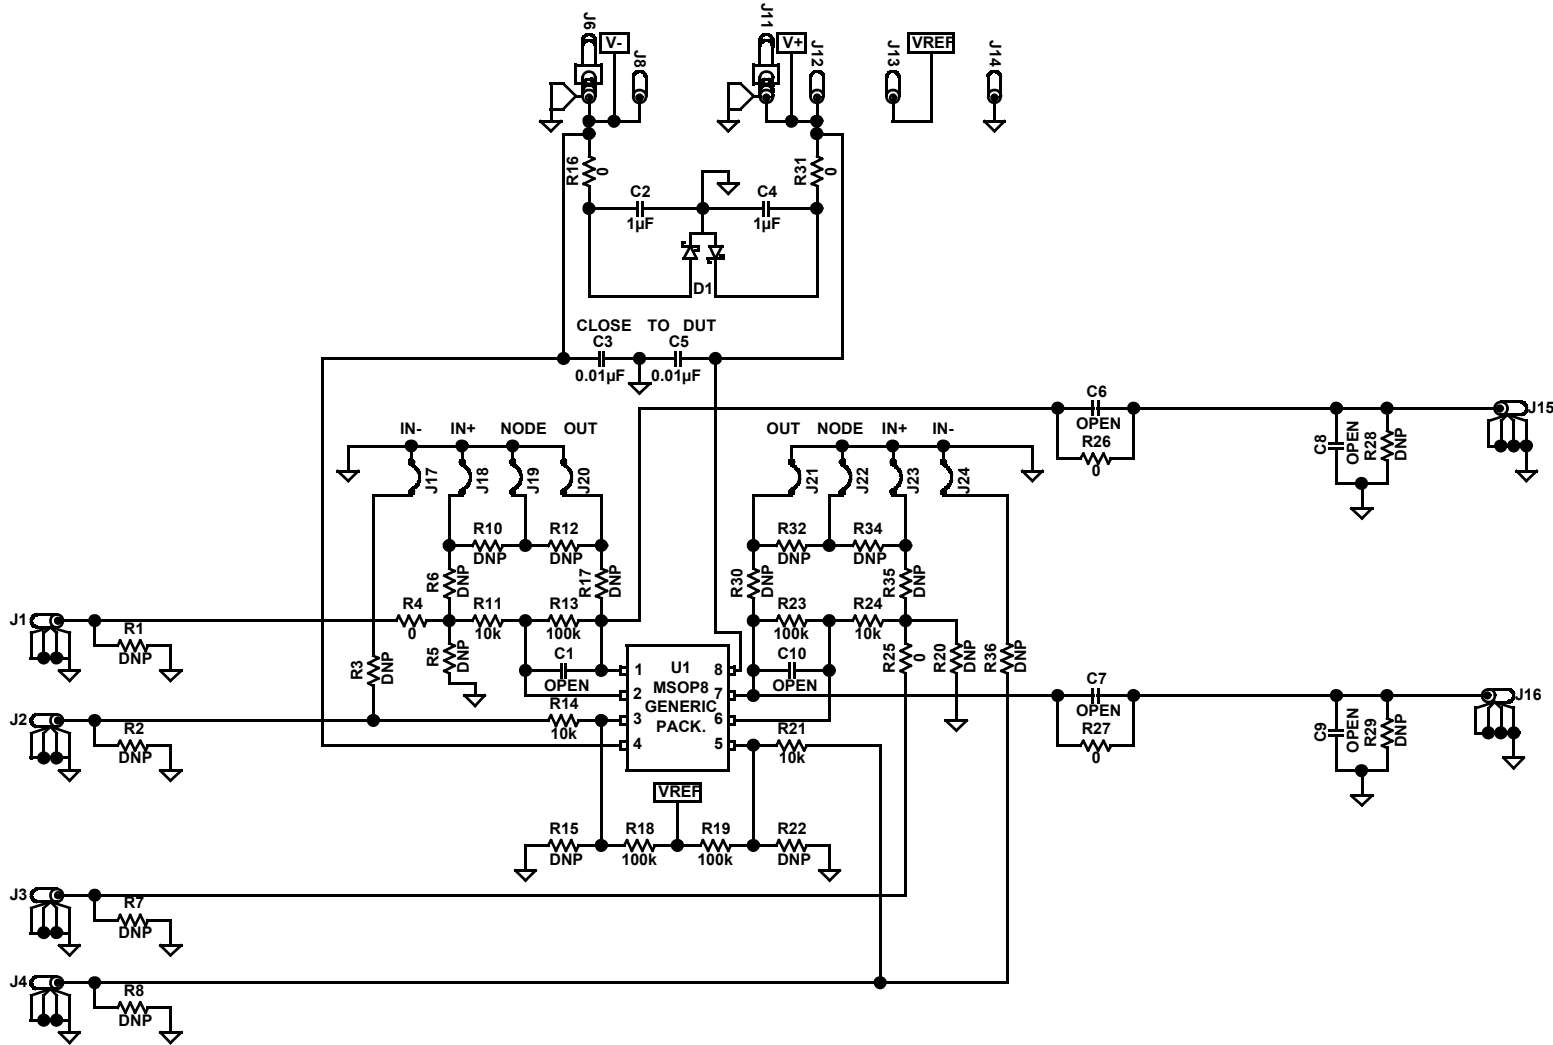 J6
V-
J8
J11
V+
J12
J13
VREF
J14
R16
0
R31
0
C2
1µF
C4
1µF
D1
CLOSE TO DUT
C3
0.01µF
C5
0.01µF
IN-
IN+
NODE
OUT
J17
J18
J19
J20
OUT
NODE
IN+
IN-
J21
J22
J23
J24
C6
OPEN
R26
0
C8
OPEN
R28
DNP
J15
R10
DNP
R12
DNP
R32
DNP
R34
DNP
R6
DNP
R17
DNP
R30
DNP
R35
DNP
J1
R1
DNP
R4
0
R11
10k
R13
100k
R23
100k
R24
10k
R3
DNP
R5
DNP
C1
OPEN
C10
OPEN
R25
0
R20
DNP
R36
DNP
U1
MSOP8
GENERIC
PACK.
1
2
3
4
8
7
6
5
J2
R2
DNP
R14
10k
R21
10k
C7
OPEN
R27
0
C9
OPEN
R29
DNP
J16
VREF
R15
DNP
R18
100k
R19
100k
R22
DNP
J3
R7
DNP
J4
R8
DNP